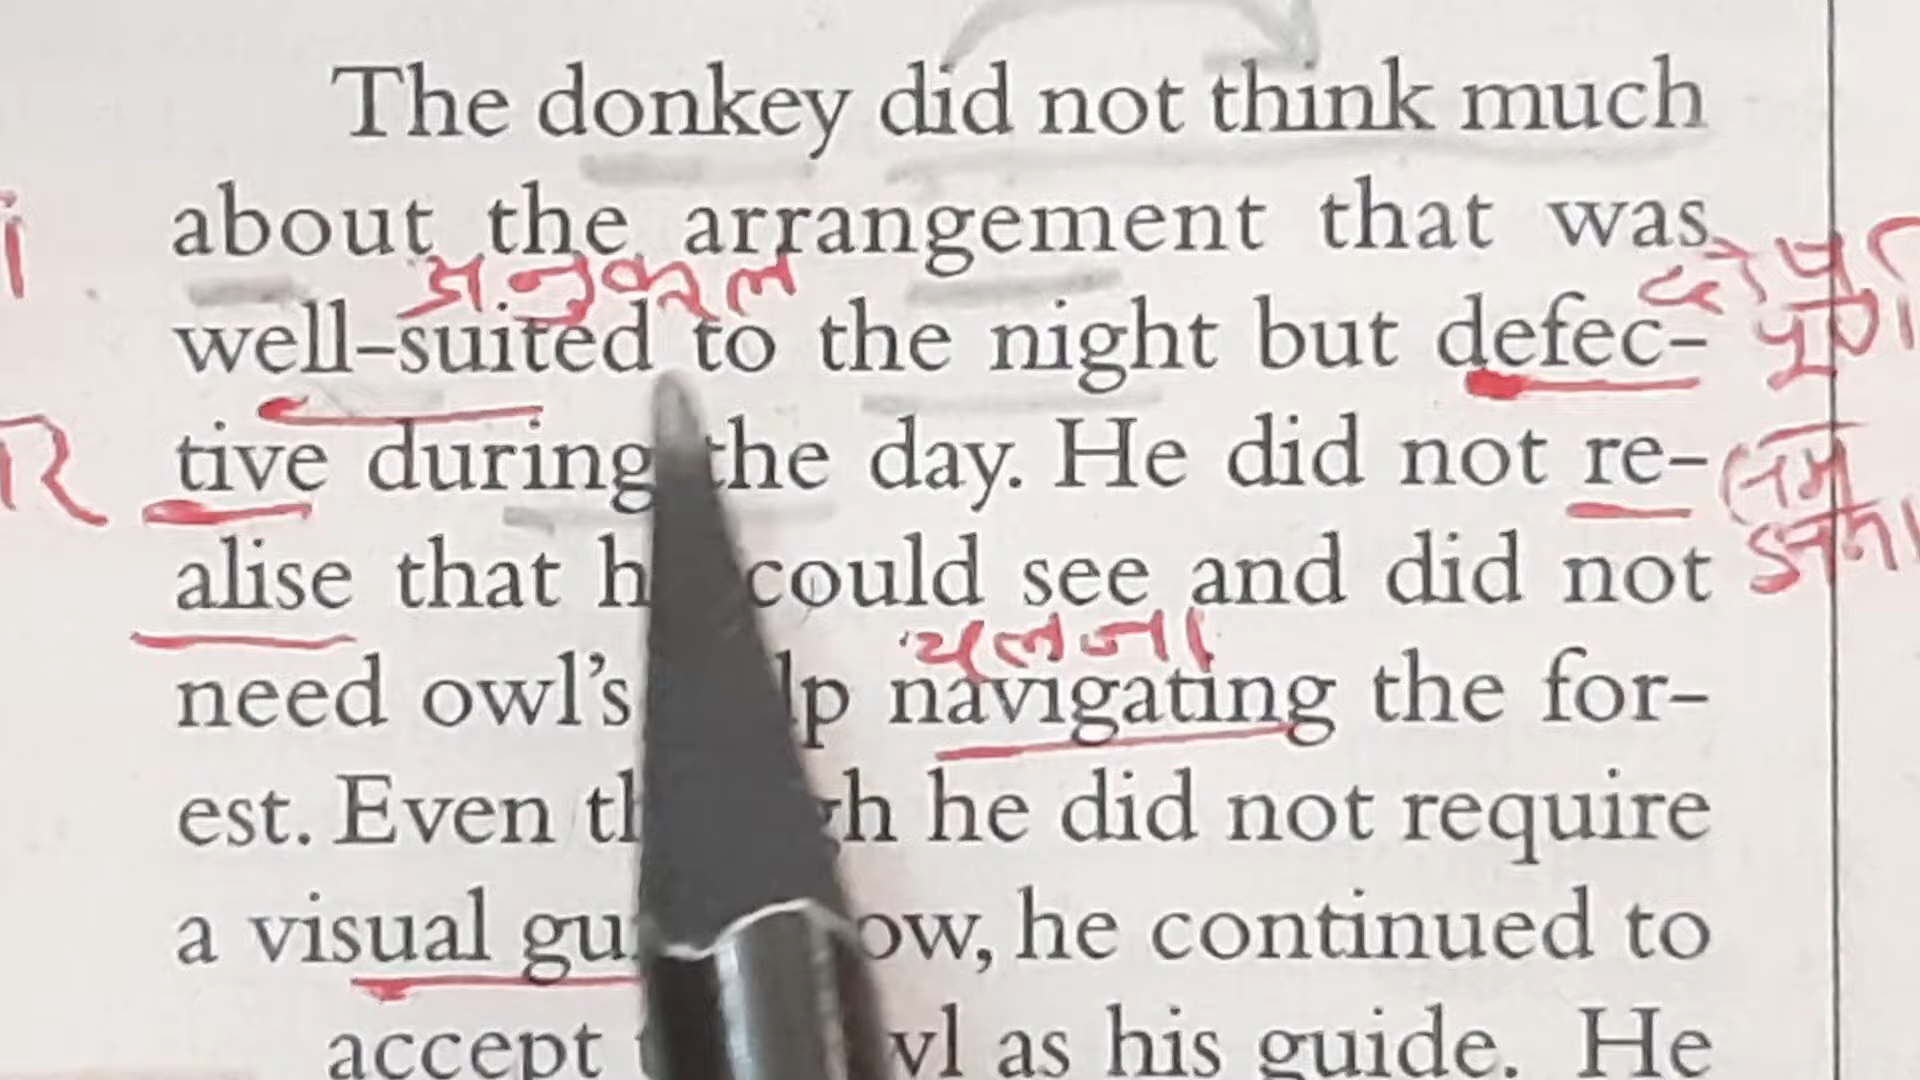 The donkey did not think much
about the arrangement that was
अनुकूल
well-suited to the night but defec-
tive during the day. He did not re-
alise that h could see and did not
चलना
need owl's lp navigating the for-
est. Even th gh he did not require
a visual gu ow, he continued to
accept vl as his guide. He